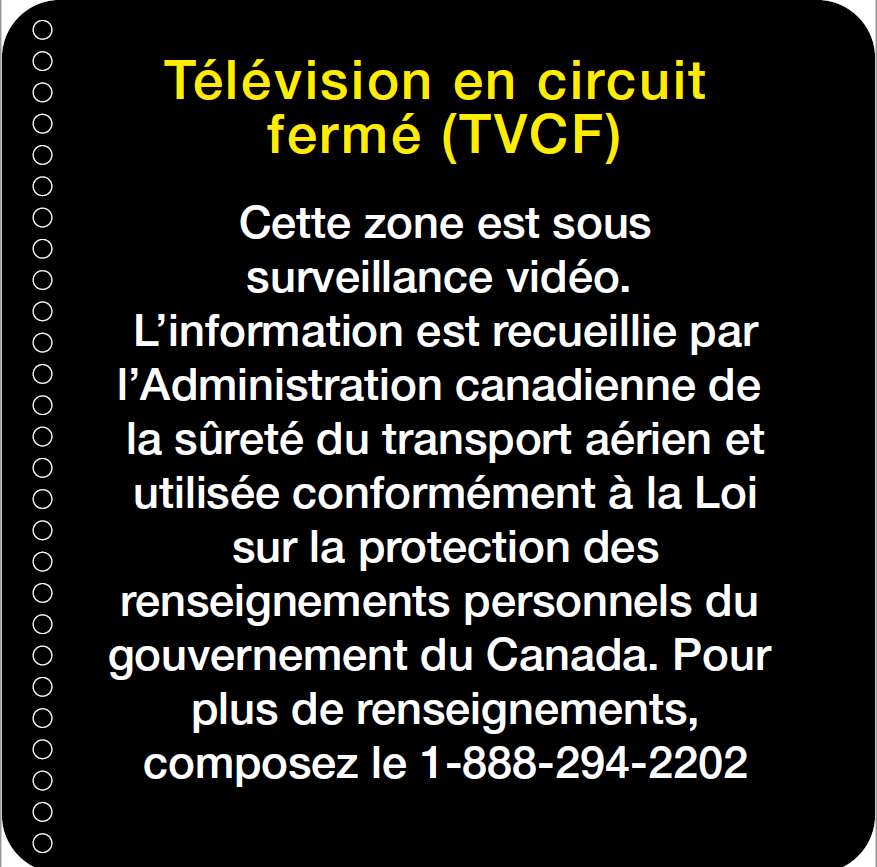 Télévision en circuit
fermé (TVCF)
Cette zone est sous
surveillance vidéo.
L’information est recueillie par
l’Administration canadienne de
la sûreté du transport aérien et
utilisée conformément à la Loi
sur la protection des
renseignements personnels du
gouvernement du Canada. Pour
plus de renseignements,
composez le 1-888-294-2202